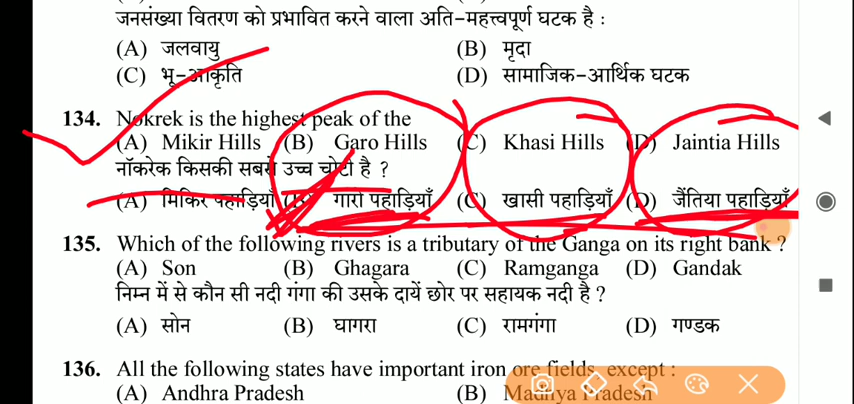 जनसंख्या वितरण को प्रभावित करने वाला अति-महत्त्वपूर्ण घटक है :
(A) जलवायु (B) मृदा
(C) भू-आकृति (D) सामाजिक-आर्थिक घटक
134. Nokrek is the highest peak of the
(A) Mikir Hills (B) Garo Hills (C) Khasi Hills (D) Jaintia Hills
नॉकरेक किसकी सबसे उच्च चोटी है ?
(A) मिकिर पहाड़ियाँ (B) गारो पहाड़ियाँ (C) खासी पहाड़ियाँ (D) जैंतिया पहाड़ियाँ
135. Which of the following rivers is a tributary of the Ganga on its right bank ?
(A) Son (B) Ghagara (C) Ramganga (D) Gandak
निम्न में से कौन सी नदी गंगा की उसके दायें छोर पर सहायक नदी है ?
(A) सोन (B) घागरा (C) रामगंगा (D) गण्डक
136. All the following states have important iron ore fields, except :
(A) Andhra Pradesh (B) Madhya Pradesh